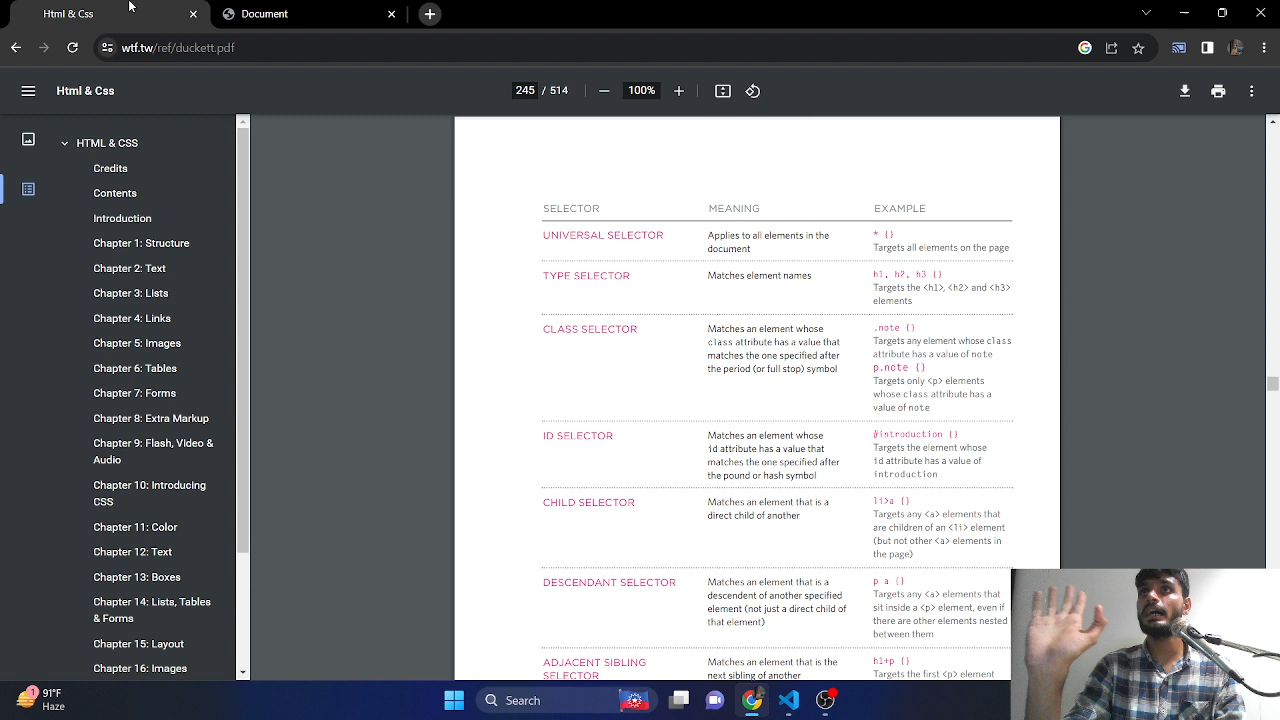 Html & Css
Document
wtf.tw/ref/duckett.pdf
Html & Css
245 / 514
100%
HTML & CSS
Credits
Contents
Introduction
Chapter 1: Structure
Chapter 2: Text
Chapter 3: Lists
Chapter 4: Links
Chapter 5: Images
Chapter 6: Tables
Chapter 7: Forms
Chapter 8: Extra Markup
Chapter 9: Flash, Video &
Audio
Chapter 10: Introducing
CSS
Chapter 11: Color
Chapter 12: Text
Chapter 13: Boxes
Chapter 14: Lists, Tables
& Forms
Chapter 15: Layout
Chapter 16: Images
SELECTOR MEANING EXAMPLE
UNIVERSAL SELECTOR
Applies to all elements in the
document
* {}
Targets all elements on the page
TYPE SELECTOR
Matches element names
h1, h2, h3 {}
Targets the <h1>, <h2> and <h3>
elements
CLASS SELECTOR
Matches an element whose
class attribute has a value that
matches the one specified after
the period (or full stop) symbol
.note {}
Targets any element whose class
attribute has a value of note
p.note {}
Targets only <p> elements
whose class attribute has a
value of note
ID SELECTOR
Matches an element whose
id attribute has a value that
matches the one specified after
the pound or hash symbol
#introduction {}
Targets the element whose
id attribute has a value of
introduction
CHILD SELECTOR
Matches an element that is a
direct child of another
li>a {}
Targets any <a> elements that
are children of an <li> element
(but not other <a> elements in
the page)
DESCENDANT SELECTOR
Matches an element that is a
descendent of another specified
element (not just a direct child of
that element)
p a {}
Targets any <a> elements that
sit inside a <p> element, even if
there are other elements nested
between them
ADJACENT SIBLING
SELECTOR
Matches an element that is the
next sibling of another
h1+p {}
Targets the first <p> element
1
91°F
Haze
Search